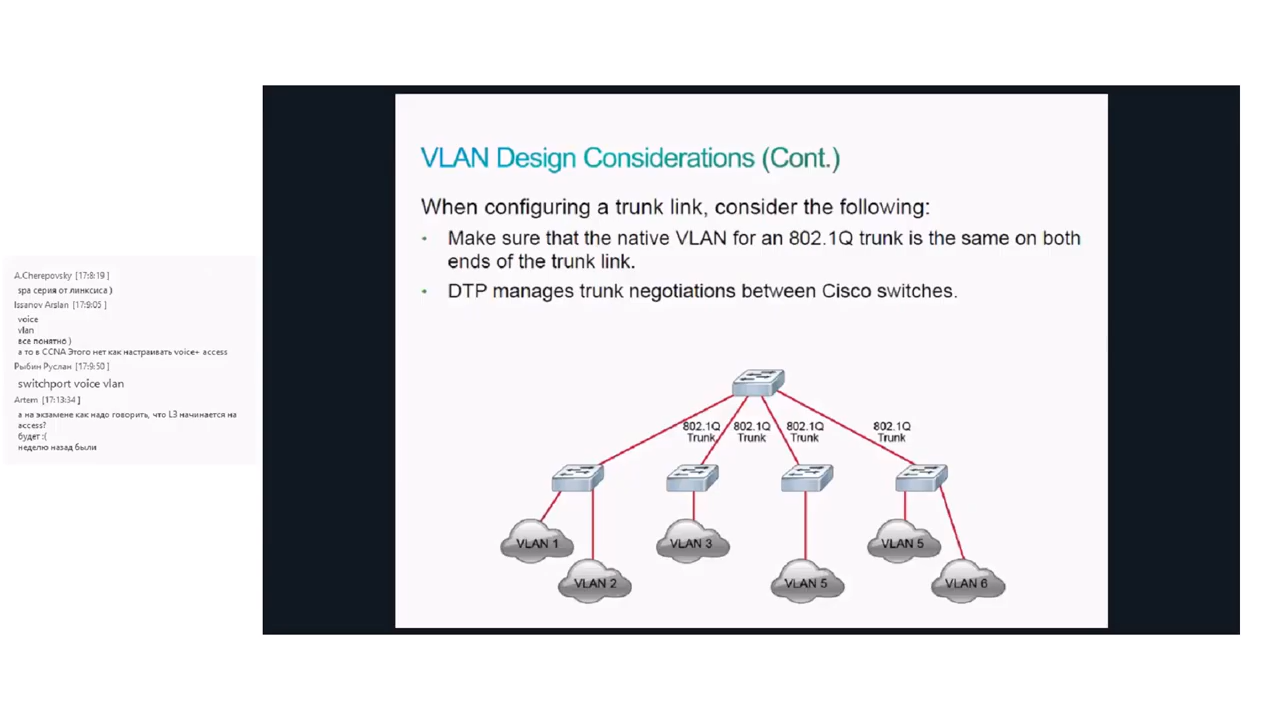 A.Cherepovsky [17:8:19 ]
spa серия от линксиса )
Issanov Arslan [17:9:05 ]
voice
vlan
все понятно )
а то в CCNA Этого нет как настраивать voice+ access
Рыбин Руслан [17:9:50 ]
switchport voice vlan
Artem [17:13:34 ]
а на экзамене как надо говорить, что L3 начинается на
access?
будет :(
неделю назад были
VLAN Design Considerations (Cont.)
When configuring a trunk link, consider the following:
• Make sure that the native VLAN for an 802.1Q trunk is the same on both
ends of the trunk link.
• DTP manages trunk negotiations between Cisco switches.
802.1Q 802.1Q 802.1Q 802.1Q
Trunk Trunk Trunk Trunk
VLAN 1 VLAN 3 VLAN 5
VLAN 2 VLAN 5 VLAN 6